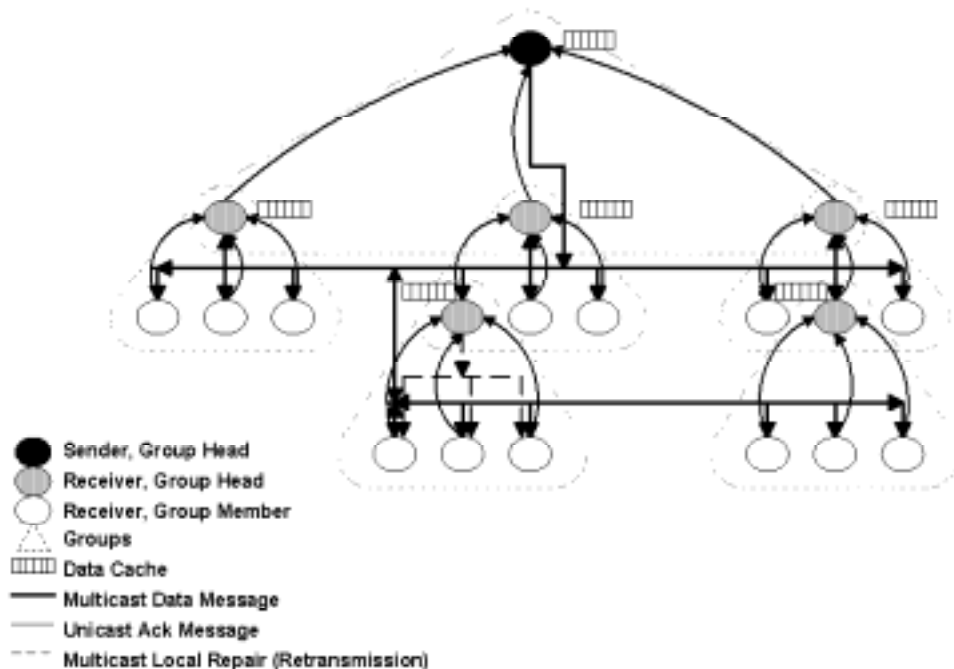 Sender, Group Head
Receiver, Group Head
Receiver, Group Member
Groups
Data Cache
Multicast Data Message
Unicast Ack Message
Multicast Local Repair (Retransmission)